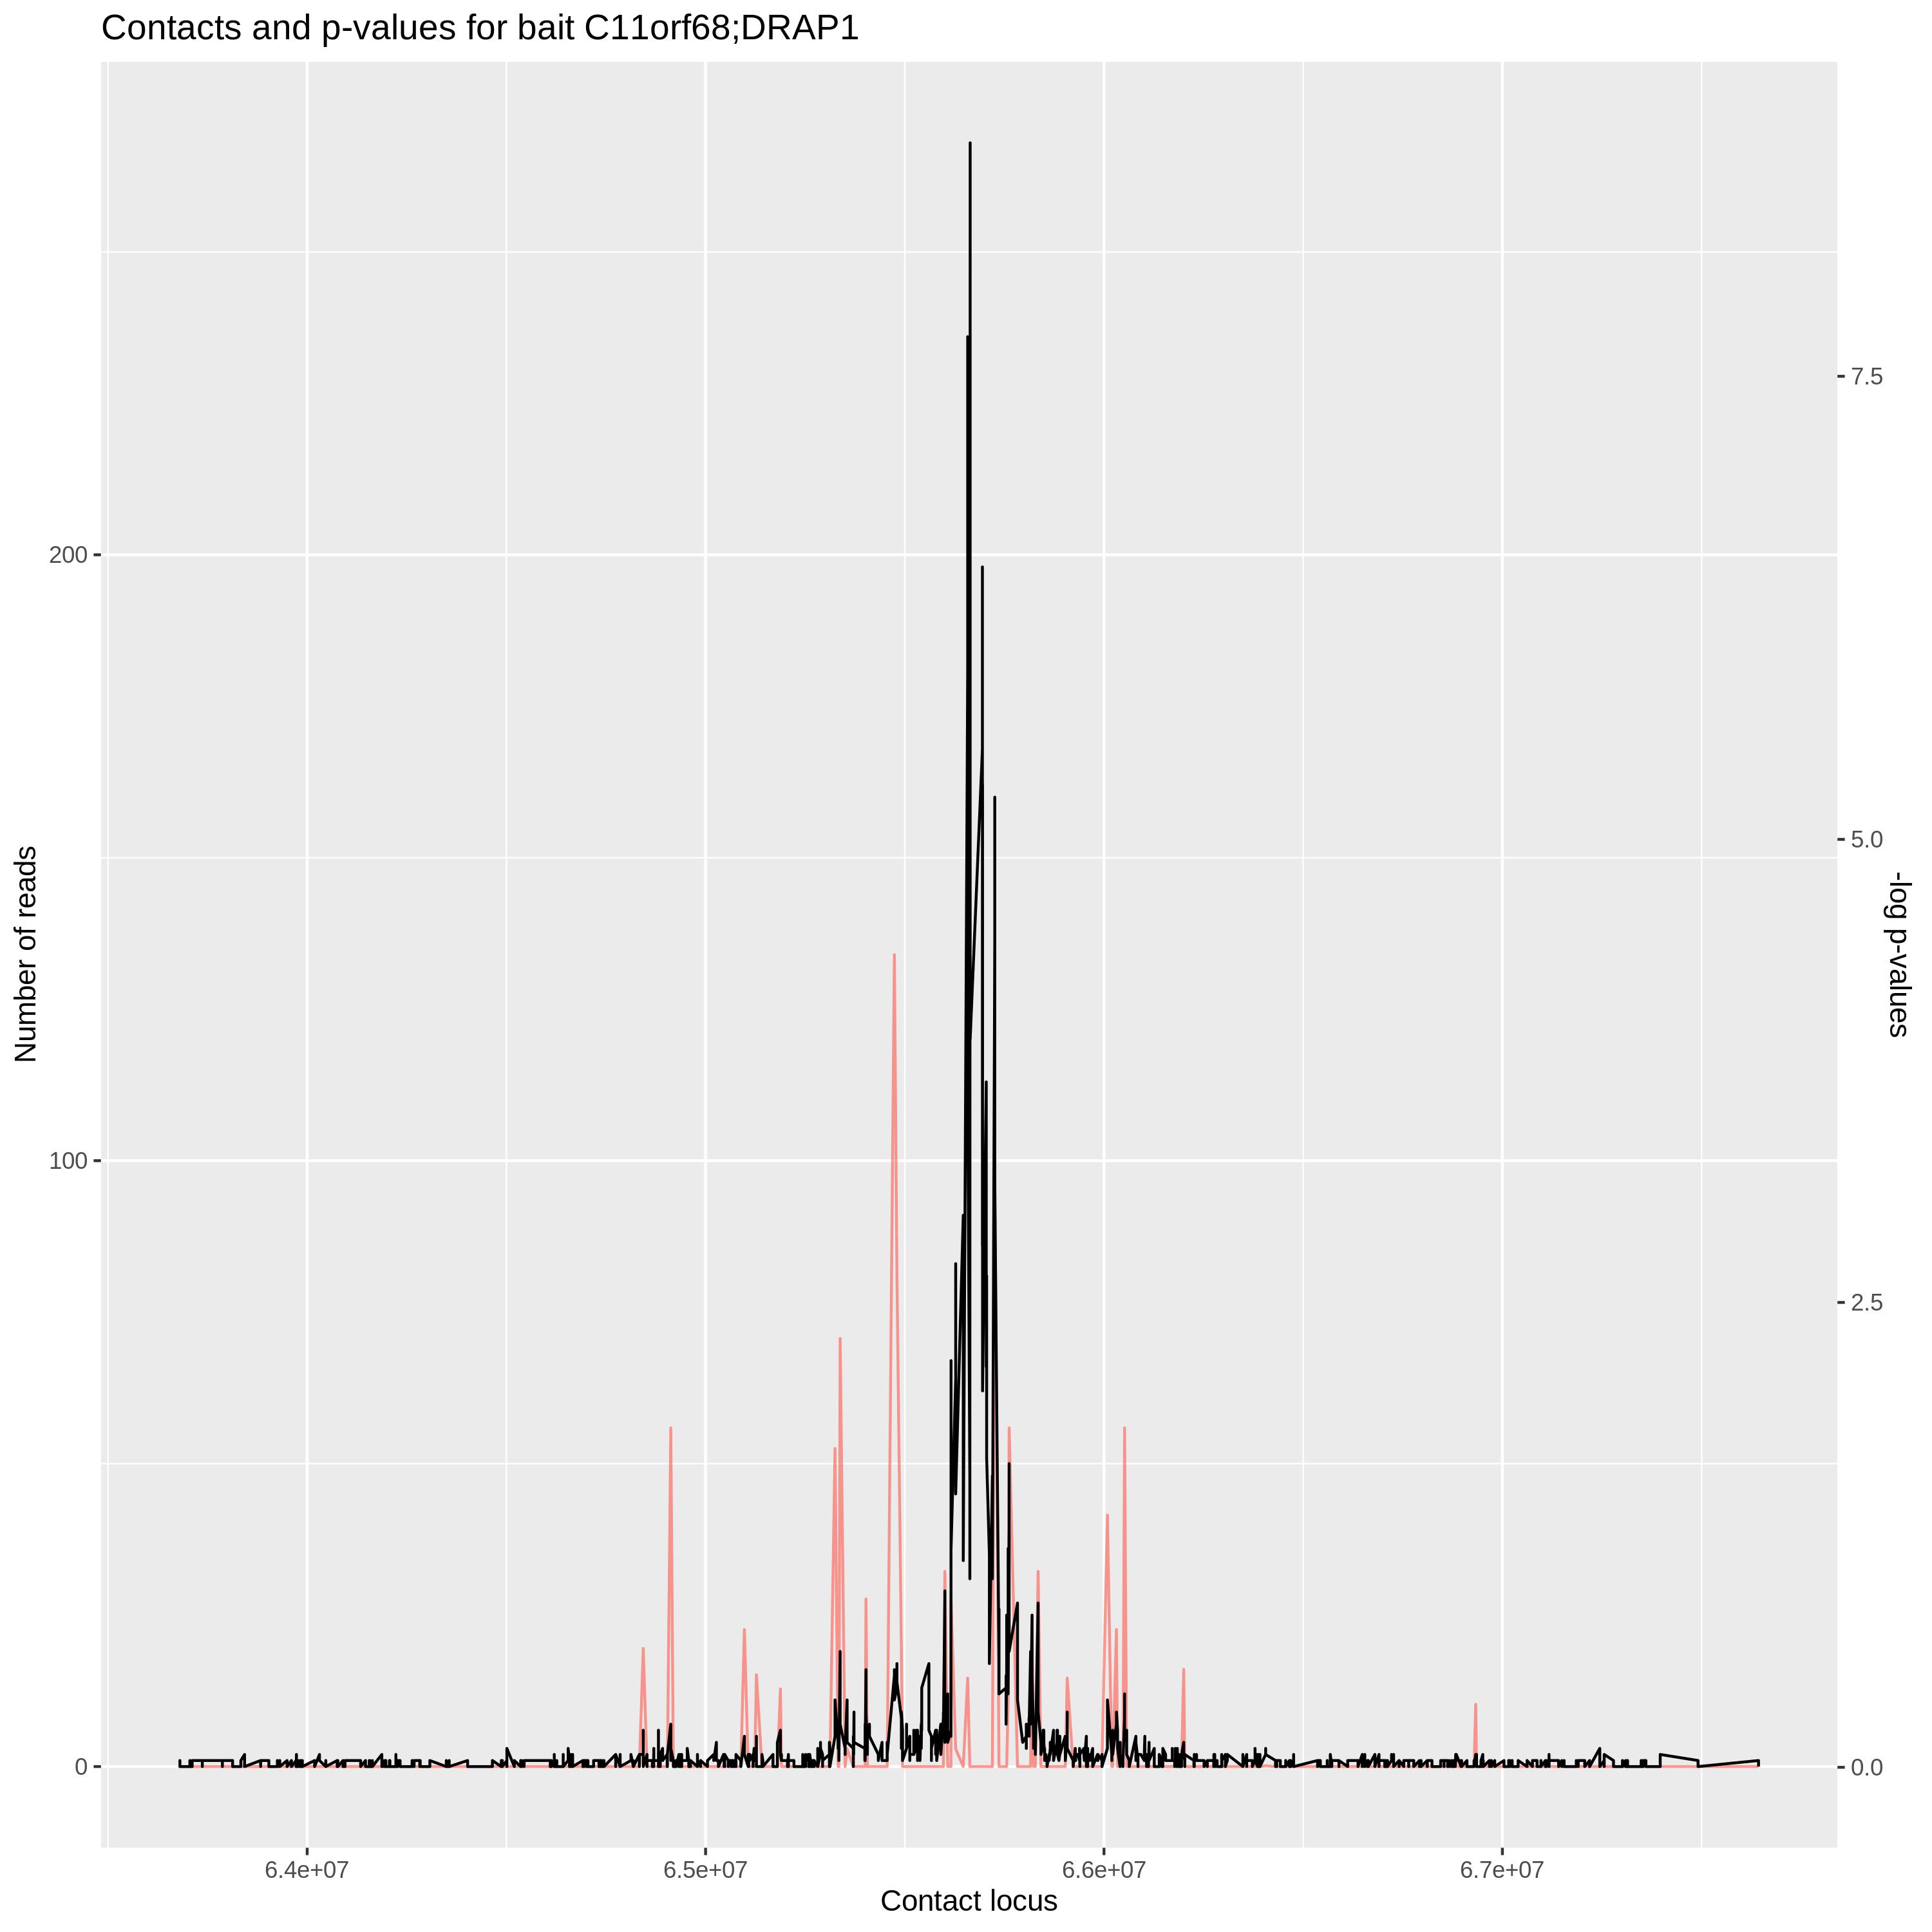 Contacts and p-values for bait C11orf68;DRAP1
Number of reads
200
100
0
7.5
5.0
2.5
0.0
-log p-values
6.4e+07 6.5e+07 6.6e+07 6.7e+07
Contact locus